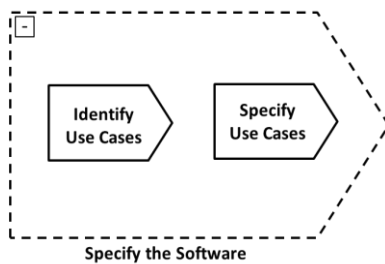 -
Identify
Use Cases
Specify
Use Cases
Specify the Software